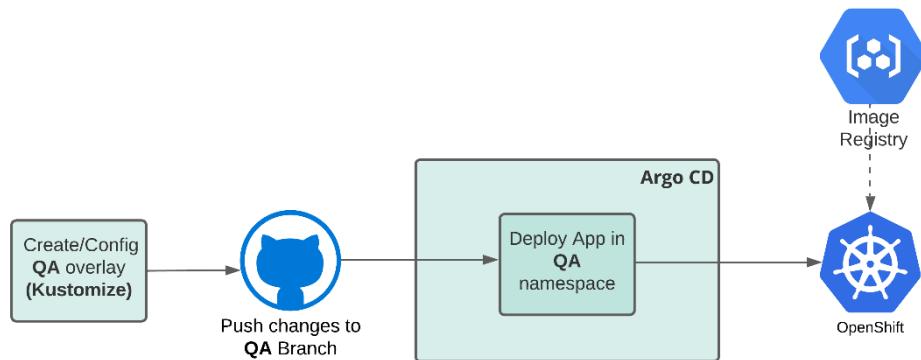 Image
Registry
Argo CD
Create/Config
QA overlay
(Kustomize)
Deploy App in
QA
namespace
Push changes to
QA Branch
OpenShift